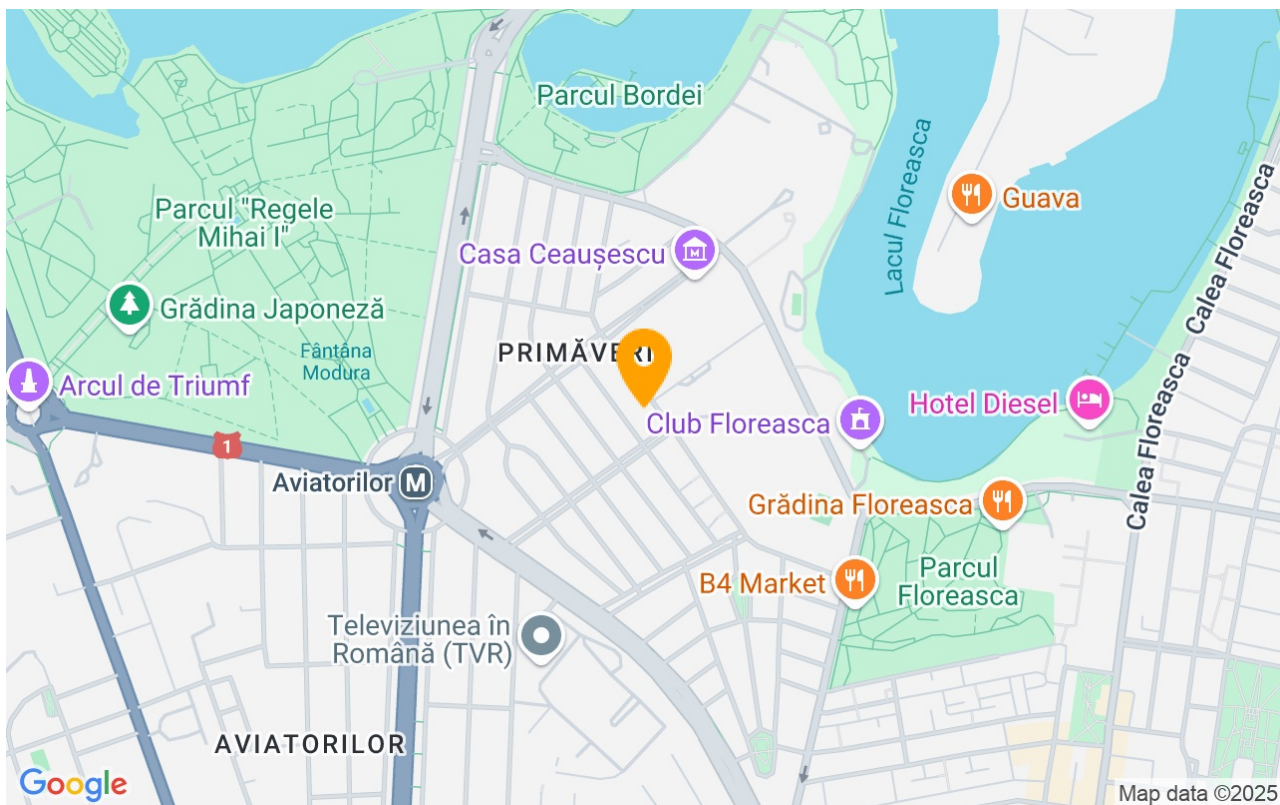 Parcul Bordei
Parcul "Regele
Mihai I"
Lacul Floreasca
Guava
Calea Floreasca
Calea Floreasca
Casa Ceaușescu
Grădina Japoneză
Fântâna
Modura
PRIMĂVERII
Arcul de Triumf
Hotel Diesel
Club Floreasca
1
Aviatorilor
M
Grădina Floreasca
B4 Market
Parcul
Floreasca
Televiziunea în
Română (TVR)
AVIATORILOR
Google
Map data ©2025